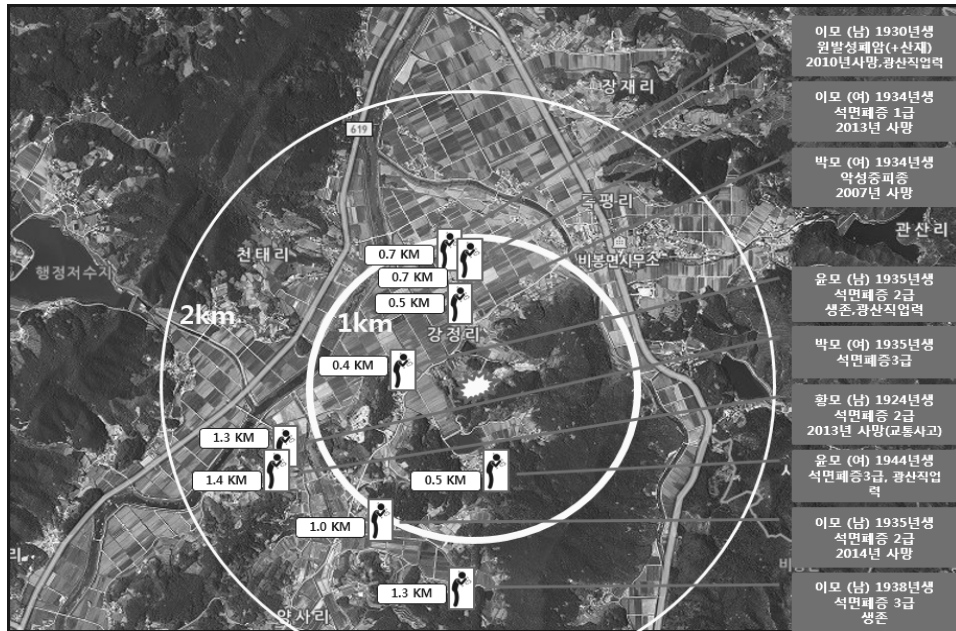 이모 (남) 1930년생
원발성폐암(+산재)
2010년사망,광산직업력
장재리
619
이모 (여) 1934년생
석면폐증 1급
2013년 사망
박모 (여) 1934년생
악성중피종
2007년 사망
녹평리
관산리
천태리
0.7 KM
비봉면사무소
행정저수지
0.7 KM
윤모 (남) 1935년생
석면폐증 2급
생존,광산직업력
0.5 KM
2km
1km
강정리
박모 (여) 1935년생
석면폐증3급
0.4 KM
황모 (남) 1924년생
석면폐증 2급
2013년 사망(교통사고)
1.3 KM
윤모 (여) 1944년생
석면폐증3급, 광산직업
력
1.4 KM
0.5 KM
이모 (남) 1935년생
석면폐증 2급
2014년 사망
1.0 KM
이모 (남) 1938년생
석면폐증 3급
생존
1.3 KM
양사리